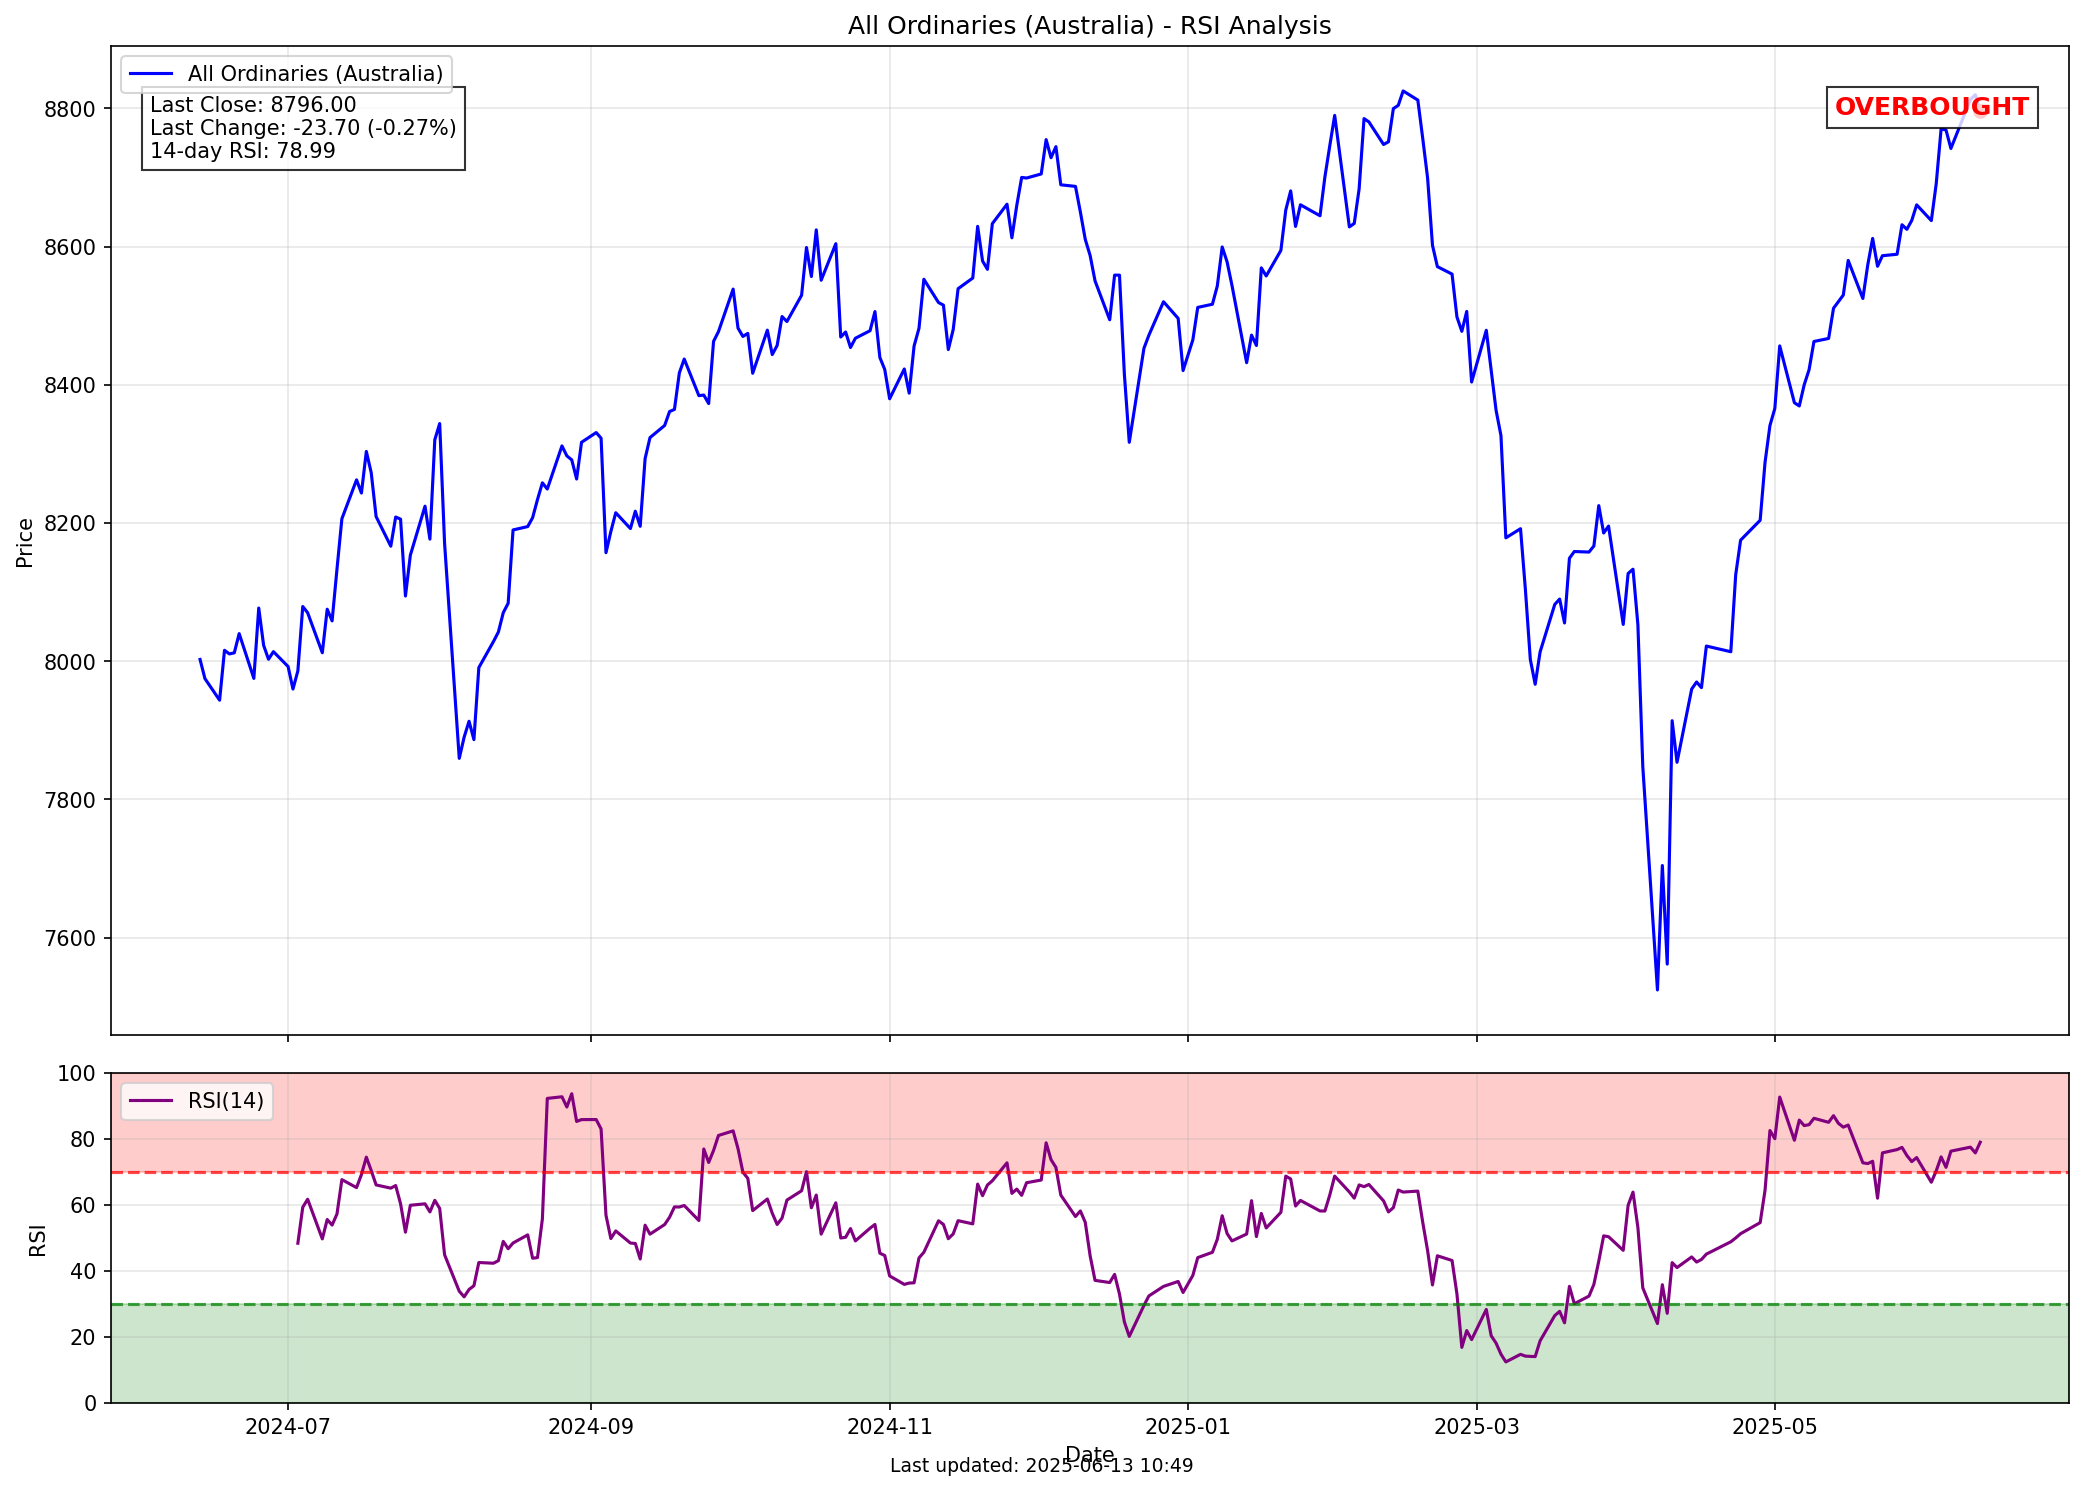 All Ordinaries (Australia) - RSI Analysis
All Ordinaries (Australia)
Last Close: 8796.00
Last Change: -23.70 (-0.27%)
14-day RSI: 78.99
OVERBOUGHT
Price
8800
8600
8400
8200
8000
7800
7600
RSI(14)
RSI
100
80
60
40
20
0
2024-07
2024-09
2024-11
2025-01
2025-03
2025-05
Date
Last updated: 2025-06-13 10:49